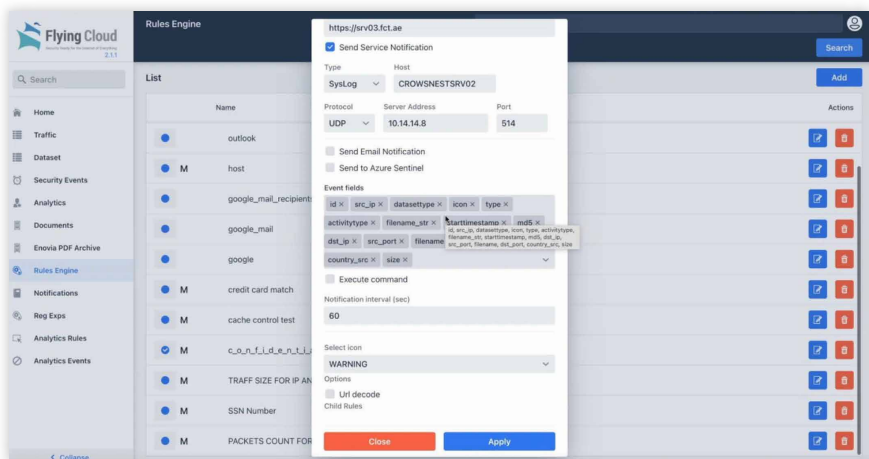 Flying Cloud
2.1.1
Search
Home
Traffic
Dataset
Security Events
Analytics
Documents
Enovia PDF Archive
Rules Engine
Notifications
Reg Exps
Analytics Rules
Analytics Events
Collapse
Rules Engine
Search
List
Add
Name
Actions
outlook
M host
google_mail_recipients
google_mail
google
M credit card match
M cache control test
M c_o_n_f_i_d_e_n_t_i_
M TRAFF SIZE FOR IP AN
M SSN Number
M PACKETS COUNT FOR
https://srv03.fct.ae
Send Service Notification
Type Host
SysLog CROWSNESTSRV02
Protocol Server Address Port
UDP 10.14.14.8 514
Send Email Notification
Send to Azure Sentinel
Event fields
id × src_ip × datasettype × icon × type ×
activitytype × filename_str × starttimestamp × md5 ×
dst_ip × src_port × filename
country_src × size ×
id, src_ip, datasettype, icon, type, activitytype,
filename_str, starttimestamp, md5, dst_ip,
src_port, filename, dst_port, country_src, size
Execute command
Notification interval (sec)
60
Select icon
WARNING
Options
Url decode
Child Rules
Close
Apply